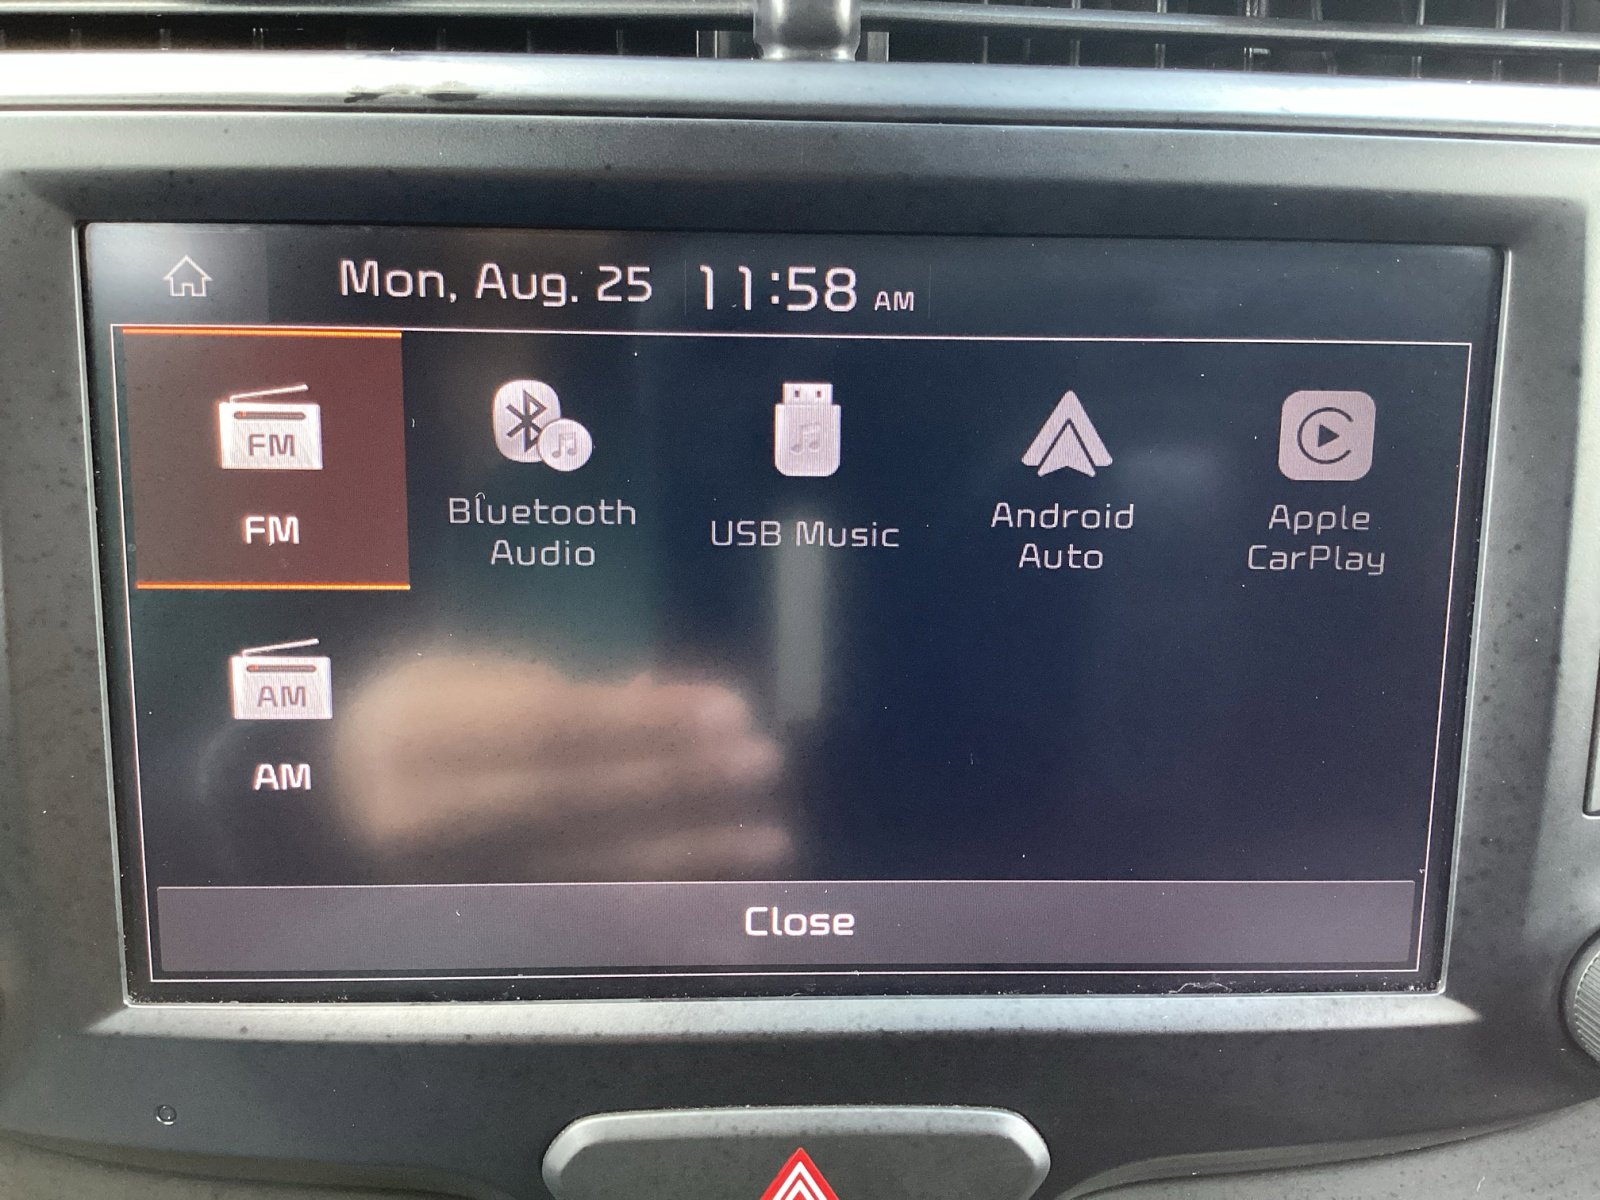 Mon, Aug. 25 11:58 AM
FM
FM
Bluetooth
Audio
USB Music
Android
Auto
Apple
CarPlay
AM
AM
Close